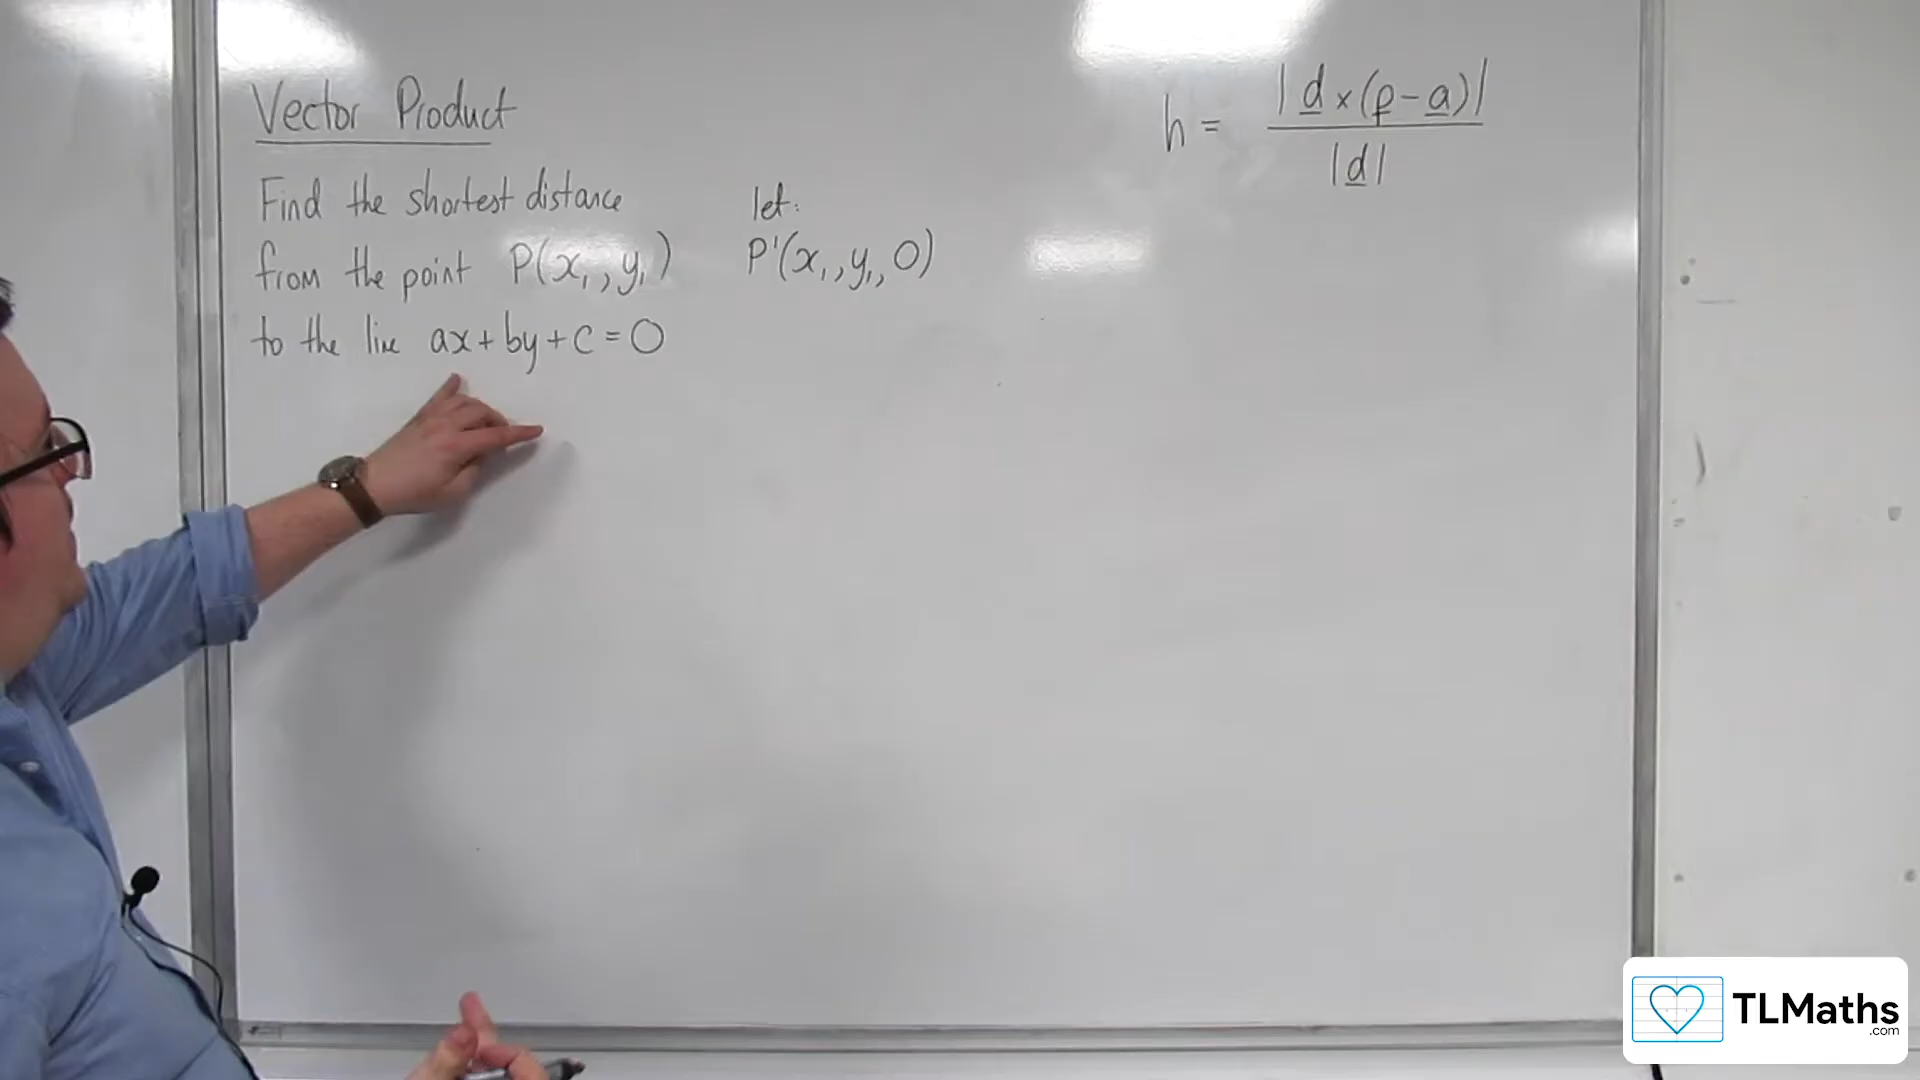 Vector Product
Find the shortest distance
from the point P(x₁, y₁)
to the line ax + by + c = 0
let:
P'(x₁, y₁, 0)
h = |d × (p - a)| / |d|
TLMaths
.com